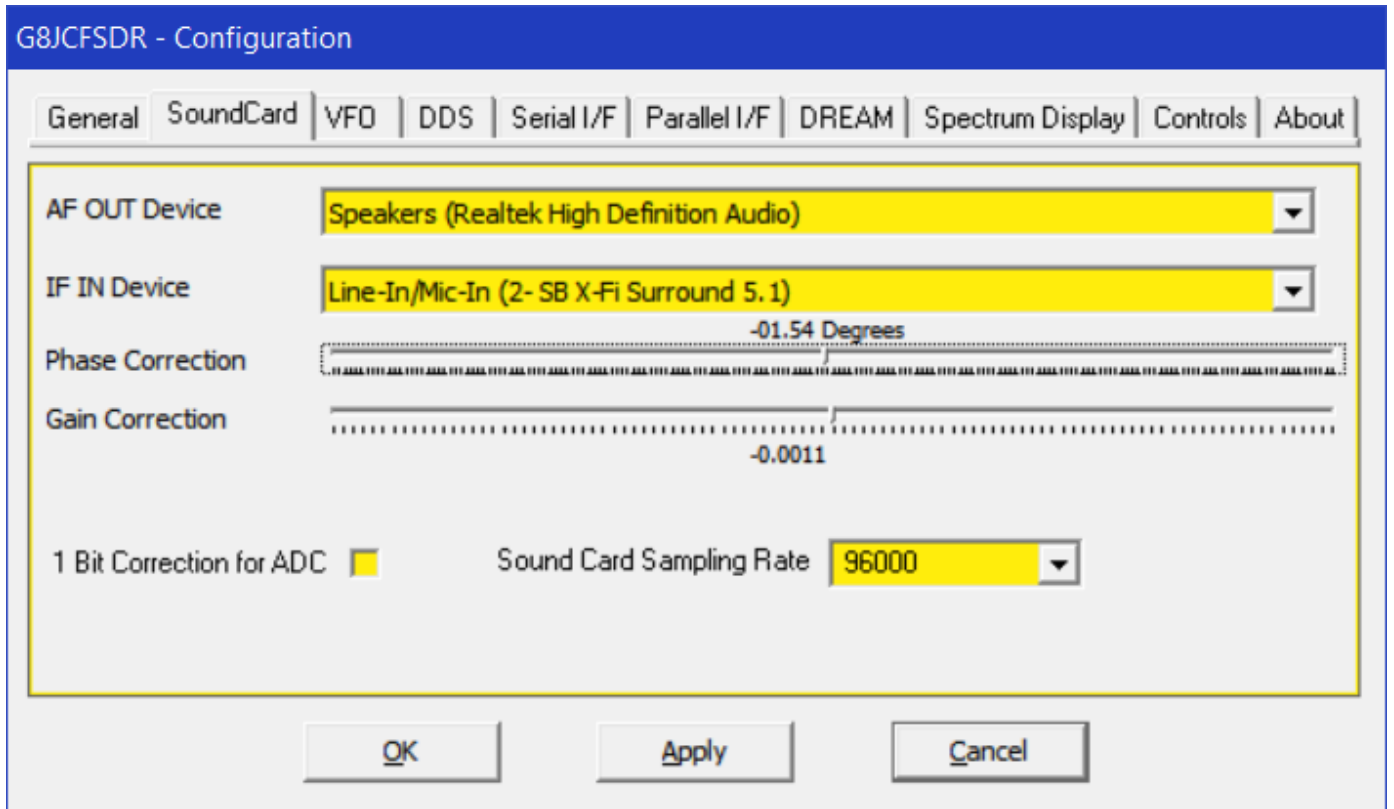 G8JCFSDR - Configuration
General SoundCard VFO DDS Serial I/F Parallel I/F DREAM Spectrum Display Controls About
AF OUT Device Speakers (Realtek High Definition Audio)
IF IN Device Line-In/Mic-In (2- SB X-Fi Surround 5.1)
-01.54 Degrees
Phase Correction
Gain Correction
-0.0011
1 Bit Correction for ADC Sound Card Sampling Rate 96000
OK Apply Cancel